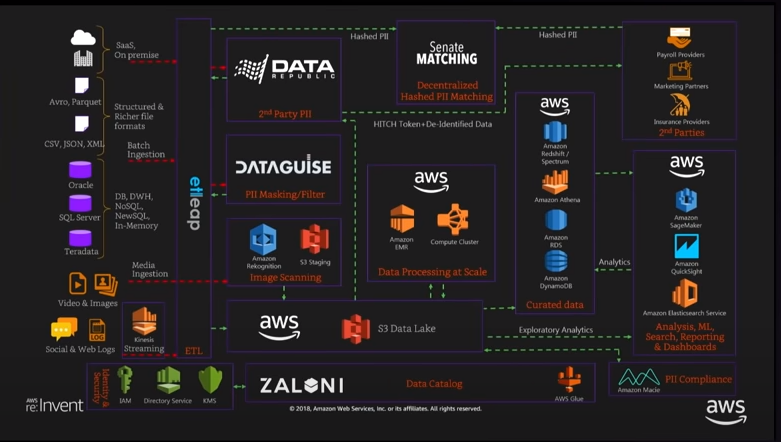 SaaS,
On premise
Avro, Parquet
Structured &
Richer file
formats
CSV, JSON, XML
Batch
Ingestion
Oracle
SQL Server
Teradata
DB, DWH,
NoSQL,
NewSQL,
In-Memory
Media
Ingestion
Video & Images
Social & Web Logs
LOG
Kinesis
Streaming
etleap
ETL
Hashed PII
DATA
REPUBLIC
2nd Party PII
Senate
MATCHING
Decentralized
Hashed PII Matching
Hashed PII
Payroll Providers
Marketing Partners
Insurance Providers
2nd Parties
HITCH Token+De-Identified Data
DATAGUISE
PII Masking/Filter
Amazon
Rekognition
S3 Staging
Image Scanning
aws
Amazon
EMR
Compute Cluster
Data Processing at Scale
aws
Amazon
Redshift /
Spectrum
Amazon Athena
Amazon
RDS
Amazon
DynamoDB
Curated data
Analytics
aws
Amazon
SageMaker
Amazon
QuickSight
Amazon Elasticsearch Service
Analysis, ML,
Search, Reporting
& Dashboards
aws
S3 Data Lake
Exploratory Analytics
Identity &
Security
IAM
Directory Service
KMS
ZALONI
Data Catalog
AWS Glue
Amazon Macie
PII Compliance
AWS
re:Invent
© 2018, Amazon Web Services, Inc. or its affiliates. All rights reserved.
aws